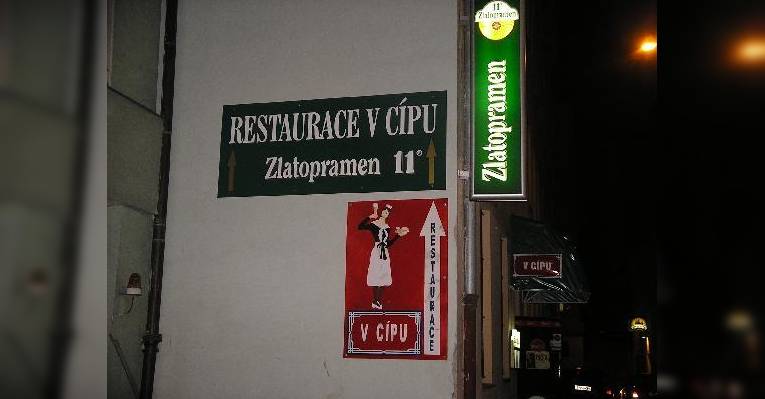 11°
Zlatopramen
Zlatopramen
RESTAURACE V CÍPU
Zlatopramen 11°
RESTAURACE
V CÍPU
V CÍPU